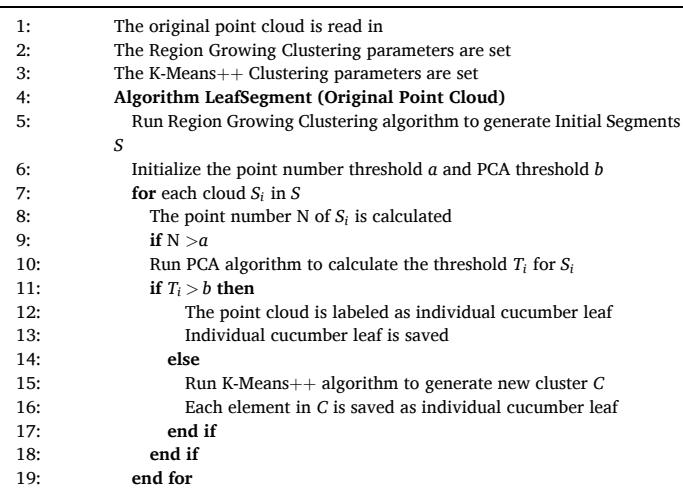 1: The original point cloud is read in
2: The Region Growing Clustering parameters are set
3: The K-Means++ Clustering parameters are set
4: Algorithm LeafSegment (Original Point Cloud)
5: Run Region Growing Clustering algorithm to generate Initial Segments
S
6: Initialize the point number threshold a and PCA threshold b
7: for each cloud Si in S
8: The point number N of Si is calculated
9: if N >a
10: Run PCA algorithm to calculate the threshold Ti for Si
11: if Ti > b then
12: The point cloud is labeled as individual cucumber leaf
13: Individual cucumber leaf is saved
14: else
15: Run K-Means++ algorithm to generate new cluster C
16: Each element in C is saved as individual cucumber leaf
17: end if
18: end if
19: end for